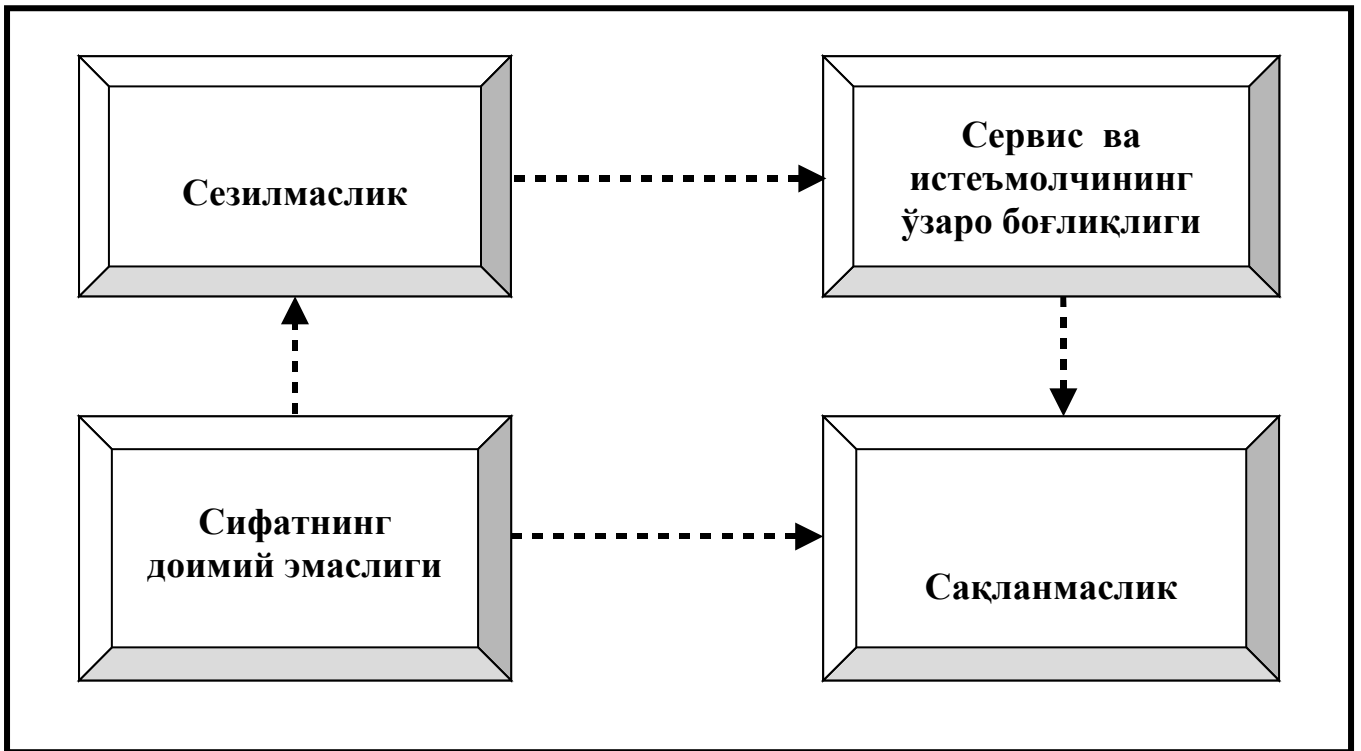 Сезилмаслик
Сервис ва
истеъмолчининг
ўзаро боғлиқлиги
Сифатнинг
доимий эмаслиги
Сақланмаслик